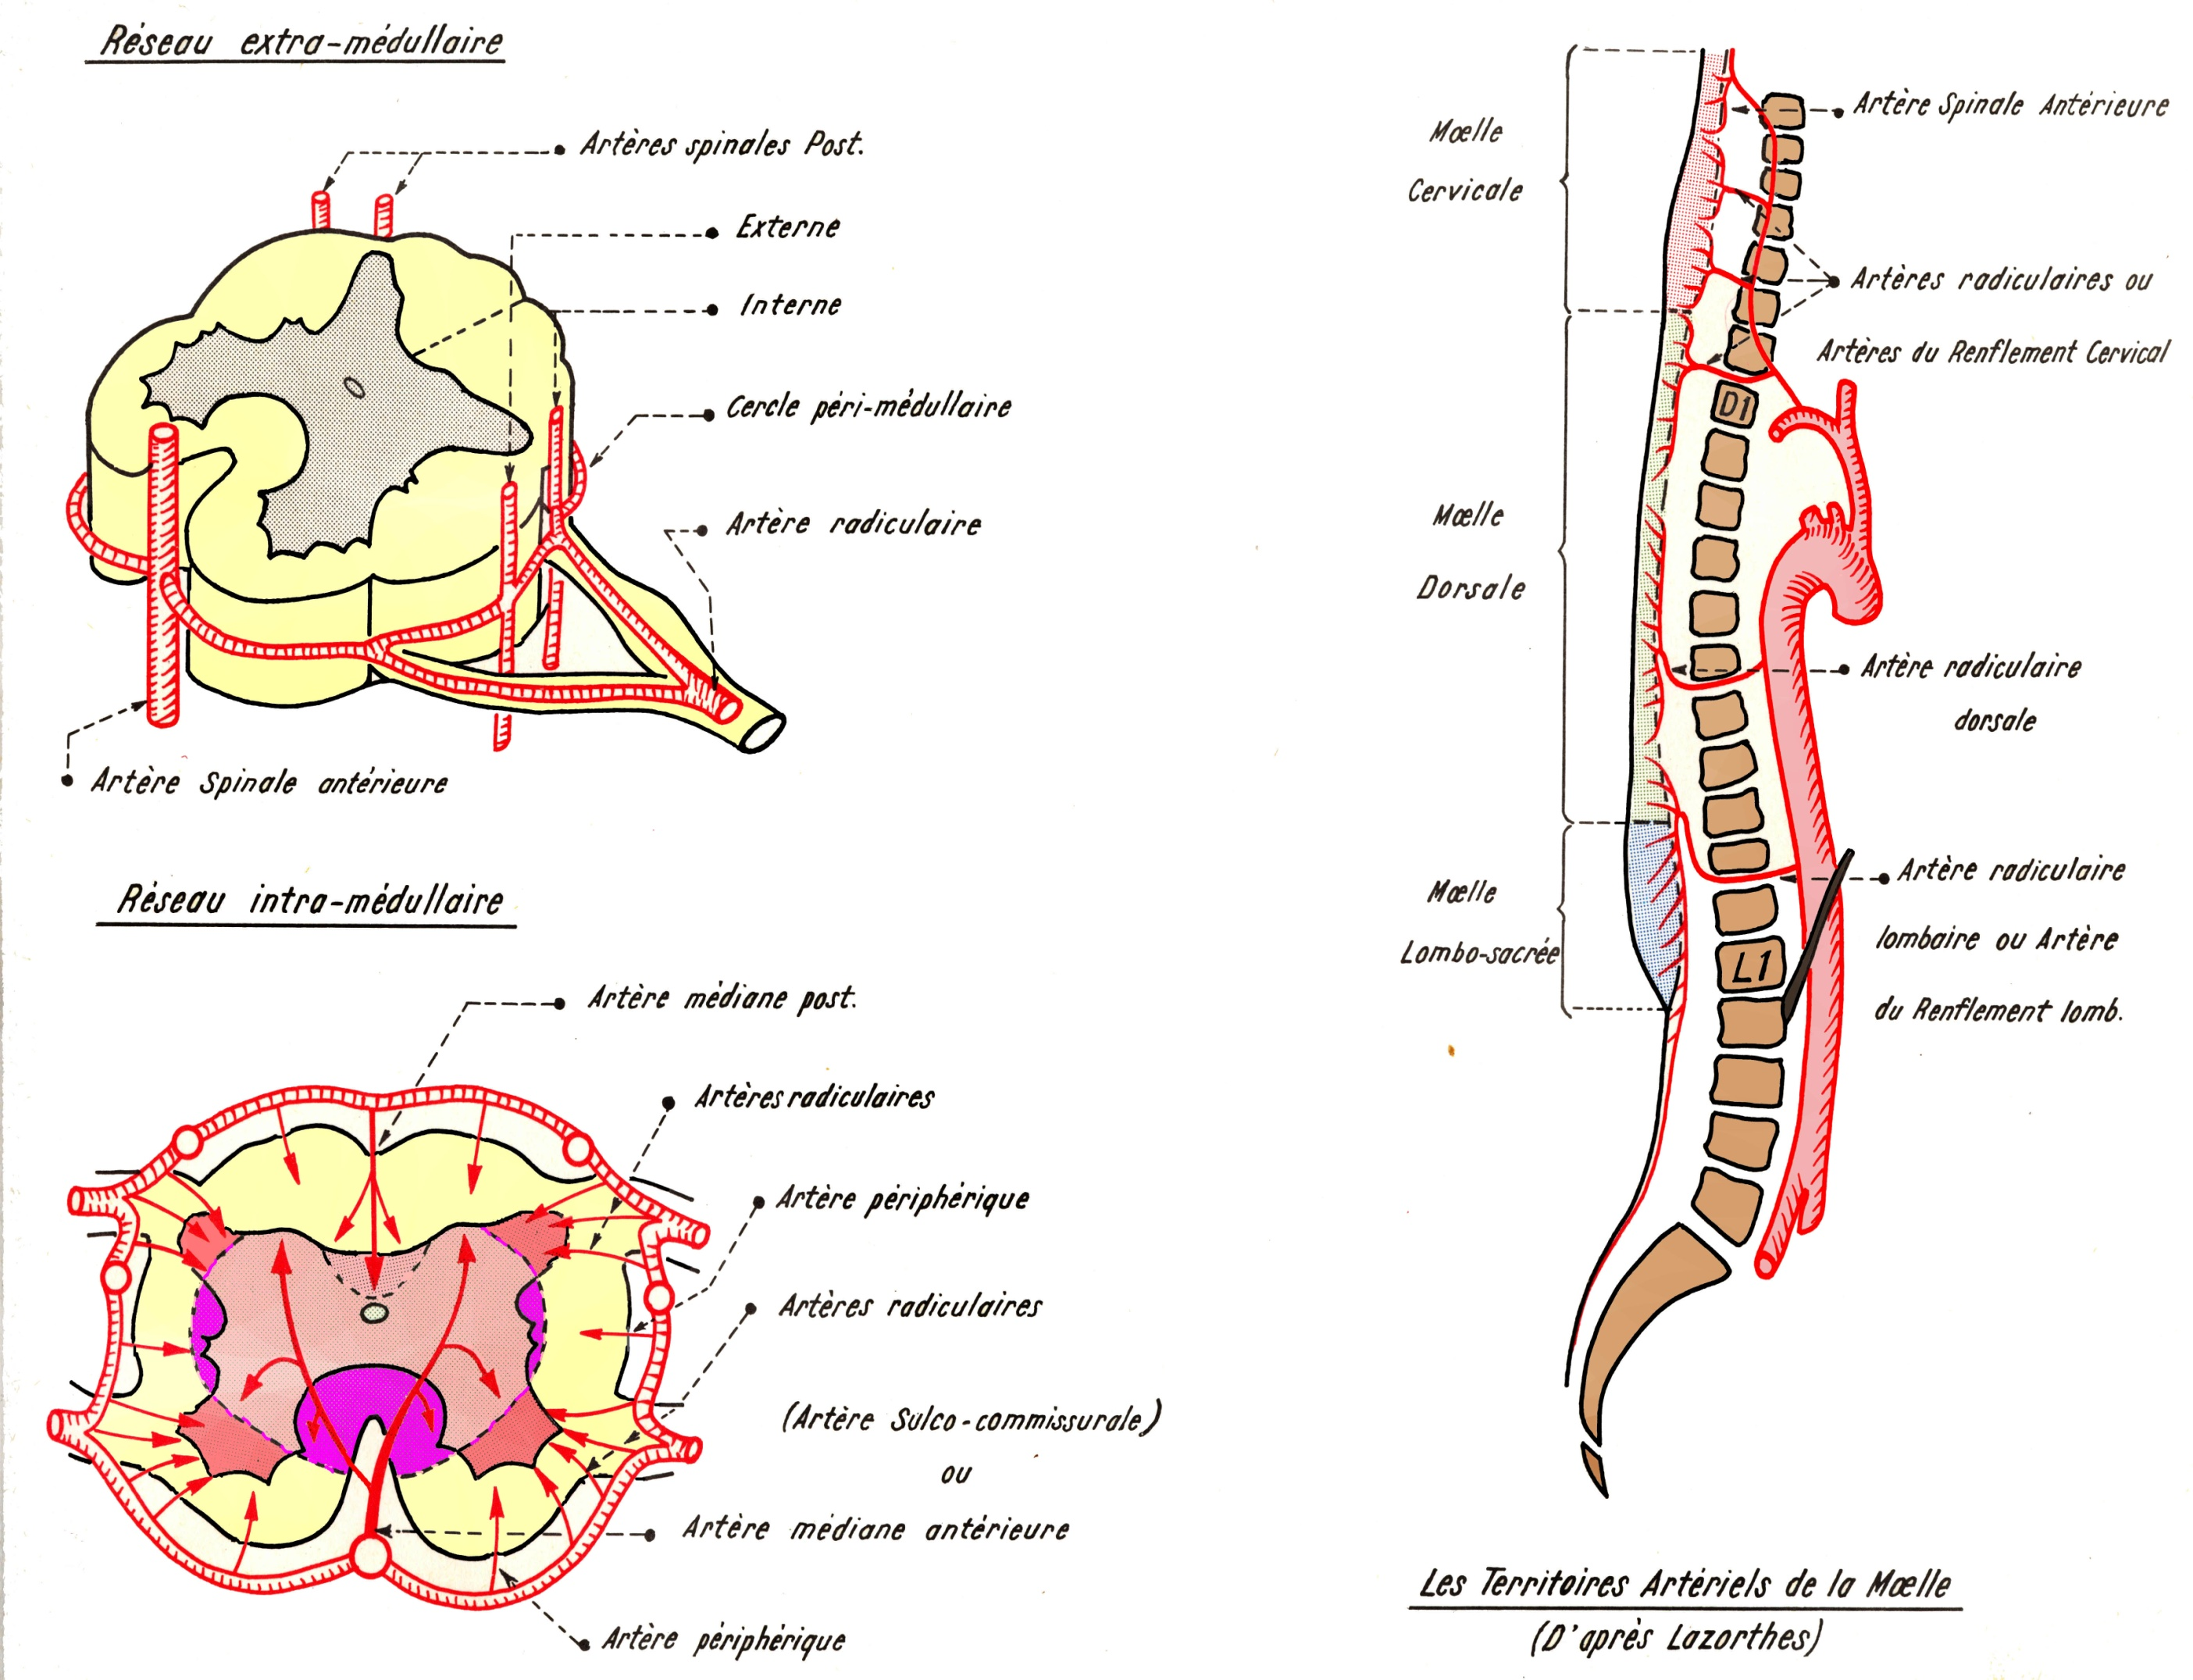 Réseau extra-médullaire
Artères spinales Post.
Externe
Interne
Cercle péri-médullaire
Artère radiculaire
Artère Spinale antérieure
Réseau intra-médullaire
Artère médiane post.
Artères radiculaires
Artère périphérique
Artères radiculaires
(Artère Sulco-commissurale)
ou
Artère médiane antérieure
Artère périphérique
Mœlle
Cervicale
Mœlle
Dorsale
Mœlle
Lombo-sacrée
Artère Spinale Antérieure
Artères radiculaires ou
Artères du Renflement Cervical
D1
Artère radiculaire
dorsale
Artère radiculaire
lombaire ou Artère
du Renflement lomb.
L1
Les Territoires Artériels de la Mœlle
(D'après Lazorthes)